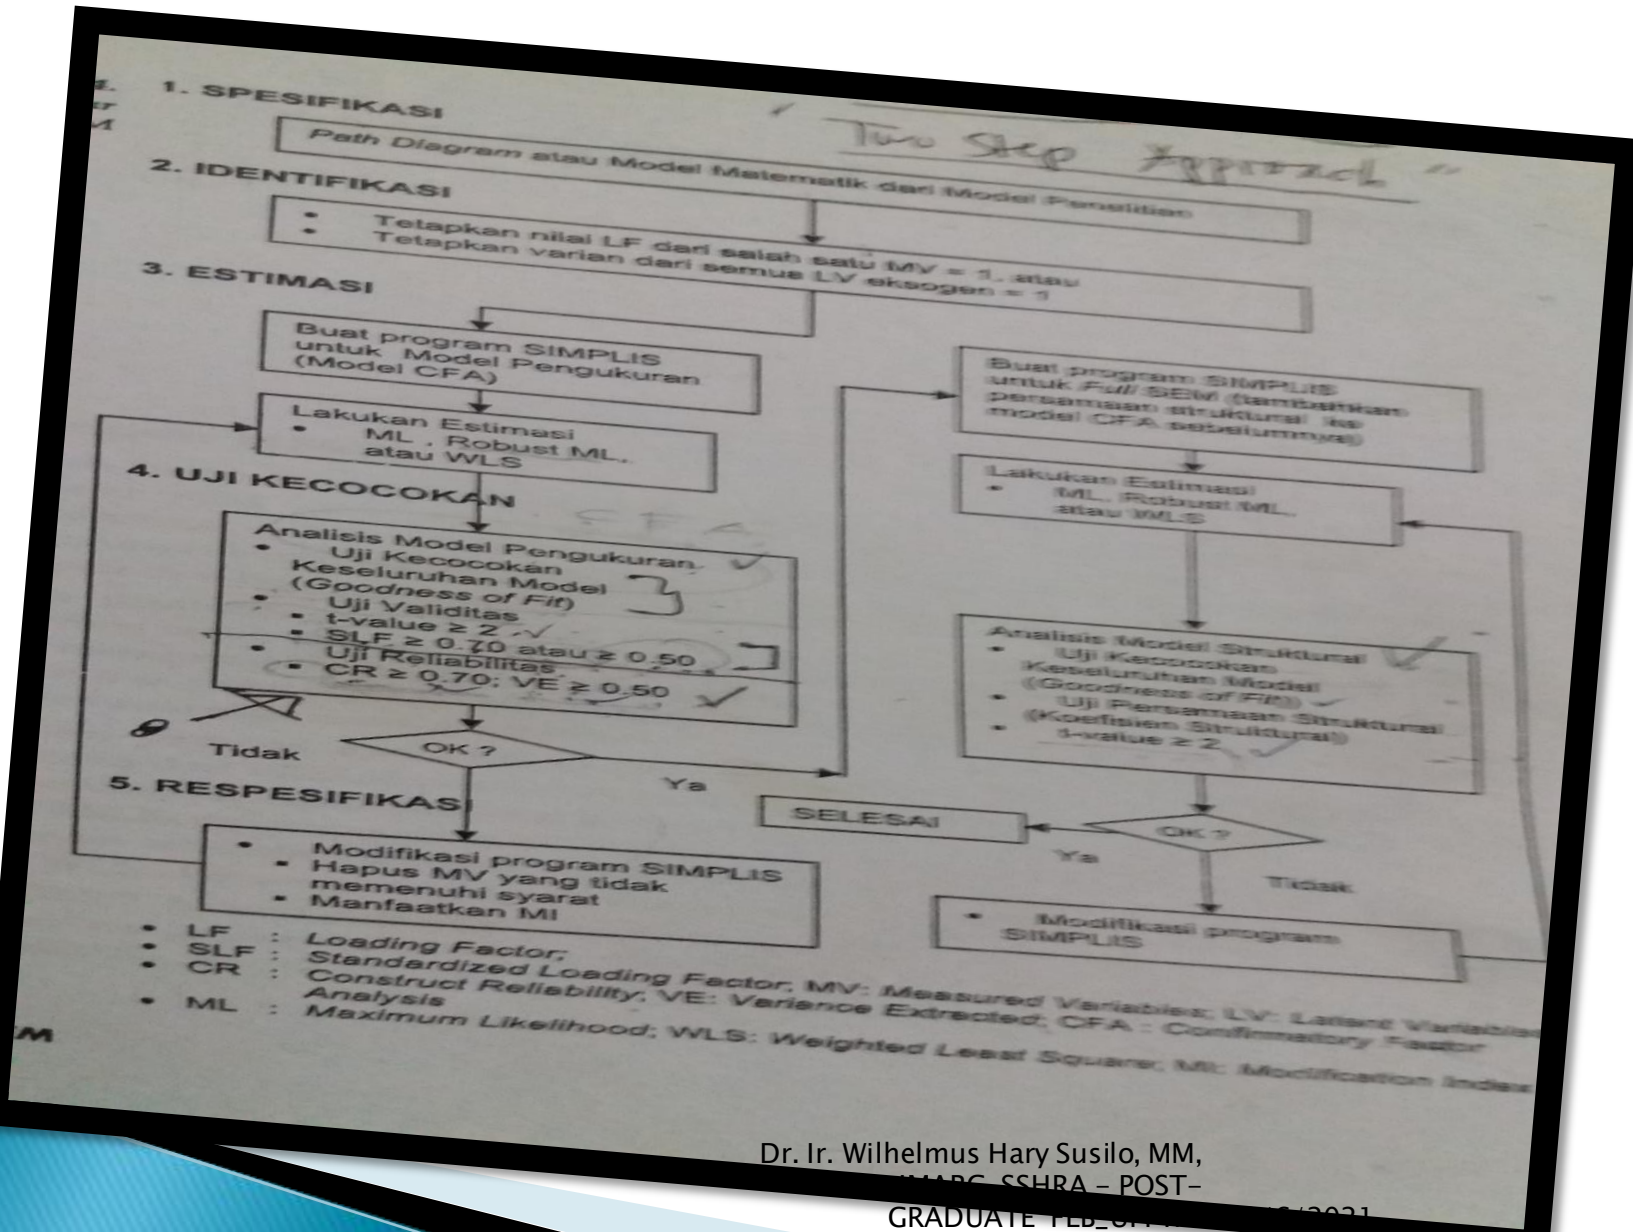 " Two Step Approach "
1. SPESIFIKASI
Path Diagram atau Model Matematik dari Model Penelitian
2. IDENTIFIKASI
• Tetapkan nilai LF dari salah satu MV = 1, atau
• Tetapkan varian dari semua LV eksogen = 1
3. ESTIMASI
Buat program SIMPLIS
untuk Model Pengukuran
(Model CFA)
Lakukan Estimasi
• ML , Robust ML,
atau WLS
4. UJI KECOCOKAN
CFA
Analisis Model Pengukuran
• Uji Kecocokan
Keseluruhan Model
(Goodness of Fit)
• Uji Validitas
• t-value ≥ 2
• SLF ≥ 0.70 atau ≥ 0.50
• Uji Reliabilitas
• CR ≥ 0.70; VE ≥ 0.50
OK ?
Tidak
Ya
5. RESPESIFIKASI
• Modifikasi program SIMPLIS
• Hapus MV yang tidak
memenuhi syarat
• Manfaatkan MI
Buat program SIMPLIS
untuk Full SEM (tambahkan
persamaan struktural ke
model CFA sebelumnya)
Lakukan Estimasi
• ML, Robust ML,
atau WLS
Analisis Model Struktural
• Uji Kecocokan
Keseluruhan Model
(Goodness of Fit)
• Uji Persamaan Struktural
(Koefisien Struktural)
• t-value ≥ 2
OK ?
Ya
SELESAI
Tidak
• Modifikasi program
SIMPLIS
• LF : Loading Factor;
• SLF : Standardized Loading Factor, MV: Measured Variables; LV: Latent Variables
• CR : Construct Reliability; VE: Variance Extracted; CFA : Confirmatory Factor
Analysis
• ML : Maximum Likelihood; WLS: Weighted Least Square; MI: Modification Index
Dr. Ir. Wilhelmus Hary Susilo, MM,
SSHRA - POST-
GRADUATE